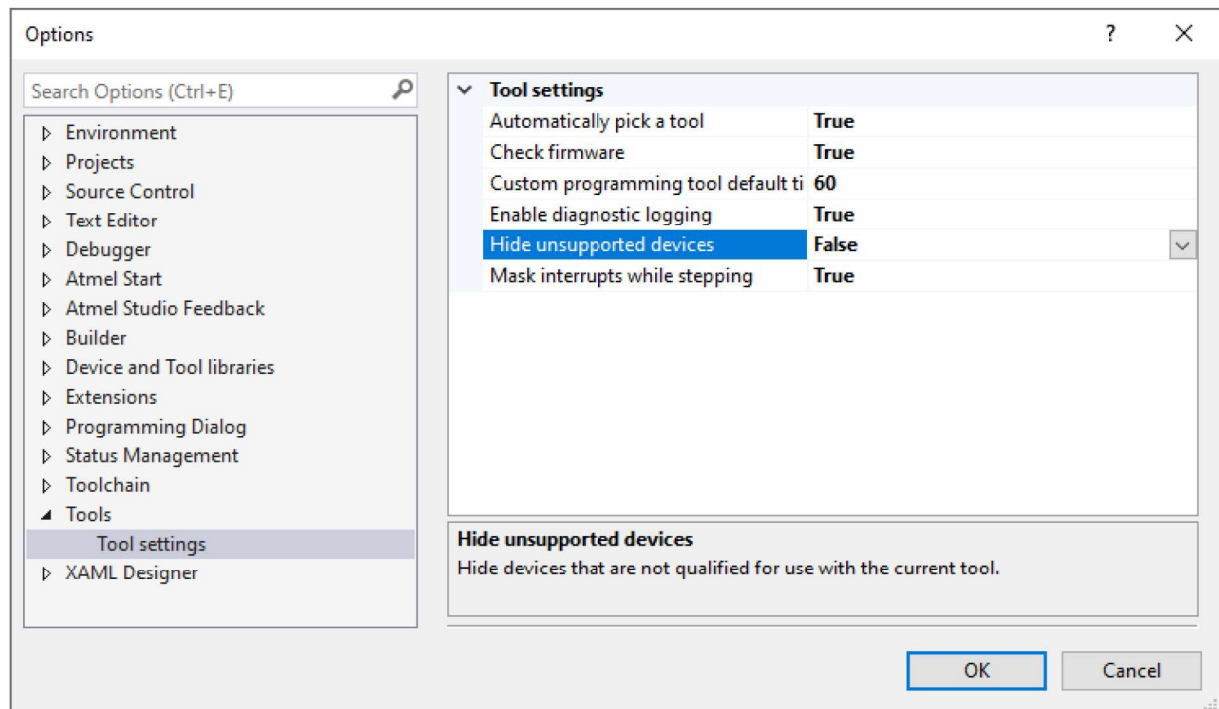 Options
?
Search Options (Ctrl+E)
Environment
Projects
Source Control
Text Editor
Debugger
Atmel Start
Atmel Studio Feedback
Builder
Device and Tool libraries
Extensions
Programming Dialog
Status Management
Toolchain
Tools
Tool settings
XAML Designer
Tool settings
Automatically pick a tool True
Check firmware True
Custom programming tool default ti 60
Enable diagnostic logging True
Hide unsupported devices False
Mask interrupts while stepping True
Hide unsupported devices
Hide devices that are not qualified for use with the current tool.
OK Cancel